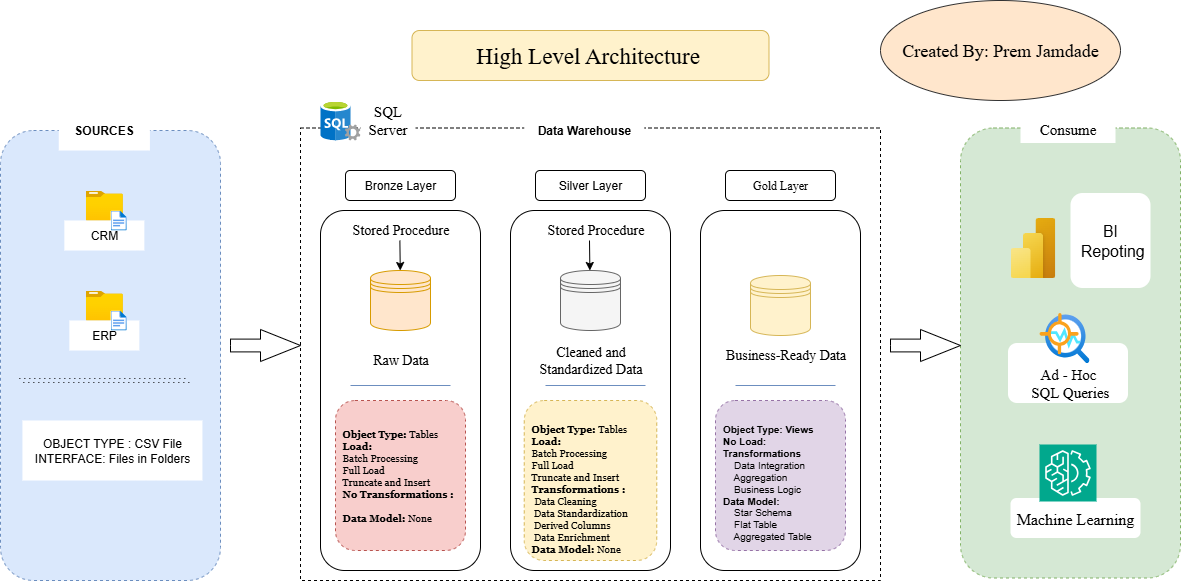 High Level Architecture
Created By: Prem Jamdade
SOURCES
CRM
ERP
OBJECT TYPE : CSV File
INTERFACE: Files in Folders
SQL
SQL
Server
Data Warehouse
Bronze Layer
Stored Procedure
Raw Data
Object Type: Tables
Load:
Batch Processing
Full Load
Truncate and Insert
No Transformations :
Data Model: None
Silver Layer
Stored Procedure
Cleaned and
Standardized Data
Object Type: Tables
Load:
Batch Processing
Full Load
Truncate and Insert
Transformations :
Data Cleaning
Data Standardization
Derived Columns
Data Enrichment
Data Model: None
Gold Layer
Business-Ready Data
Object Type: Views
No Load:
Transformations
Data Integration
Aggregation
Business Logic
Data Model:
Star Schema
Flat Table
Aggregated Table
Consume
BI
Repoting
Ad - Hoc
SQL Queries
Machine Learning